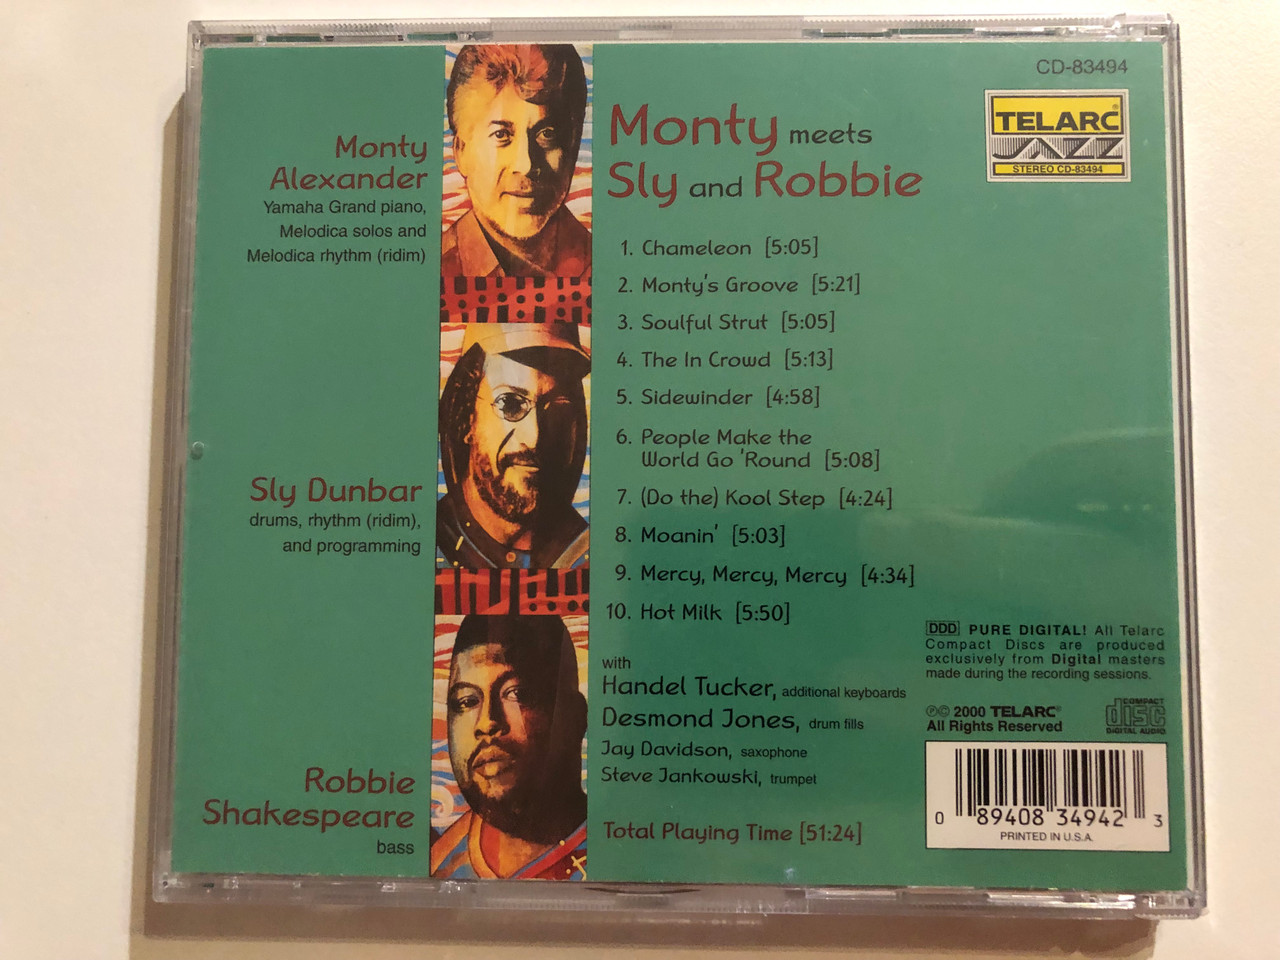 CD-83494
TELARC®
JAZZ
STEREO CD-83494
Monty
Alexander
Yamaha Grand piano,
Melodica solos and
Melodica rhythm (ridim)
Sly Dunbar
drums, rhythm (ridim),
and programming
Robbie
Shakespeare
bass
Monty meets
Sly and Robbie
1. Chameleon [5:05]
2. Monty's Groove [5:21]
3. Soulful Strut [5:05]
4. The In Crowd [5:13]
5. Sidewinder [4:58]
6. People Make the
World Go 'Round [5:08]
7. (Do the) Kool Step [4:24]
8. Moanin' [5:03]
9. Mercy, Mercy, Mercy [4:34]
10. Hot Milk [5:50]
with
Handel Tucker, additional keyboards
Desmond Jones, drum fills
Jay Davidson, saxophone
Steve Jankowski, trumpet
Total Playing Time [51:24]
DDD PURE DIGITAL! All Telarc
Compact Discs are produced
exclusively from Digital masters
made during the recording sessions.
℗© 2000 TELARC®
All Rights Reserved
COMPACT
disc
DIGITAL AUDIO
0 89408 34942 3
PRINTED IN U.S.A.